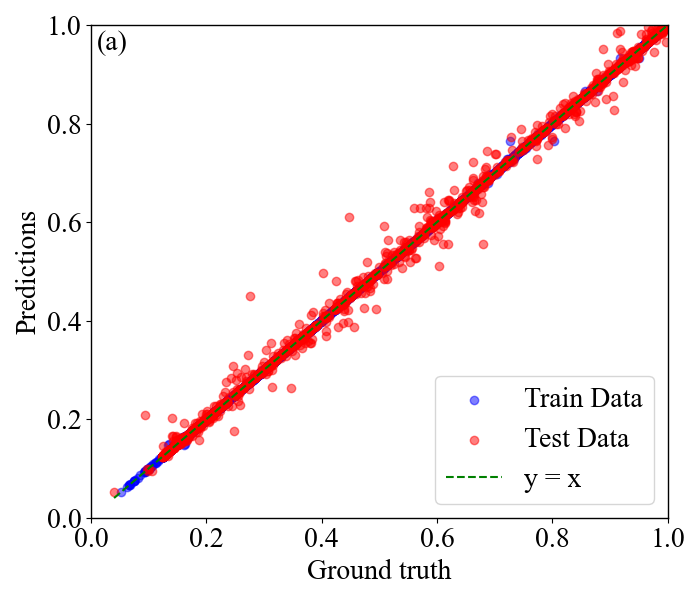 (a)
1.0
0.8
0.6
0.4
0.2
0.0
Predictions
Train Data
Test Data
y = x
0.0 0.2 0.4 0.6 0.8 1.0
Ground truth